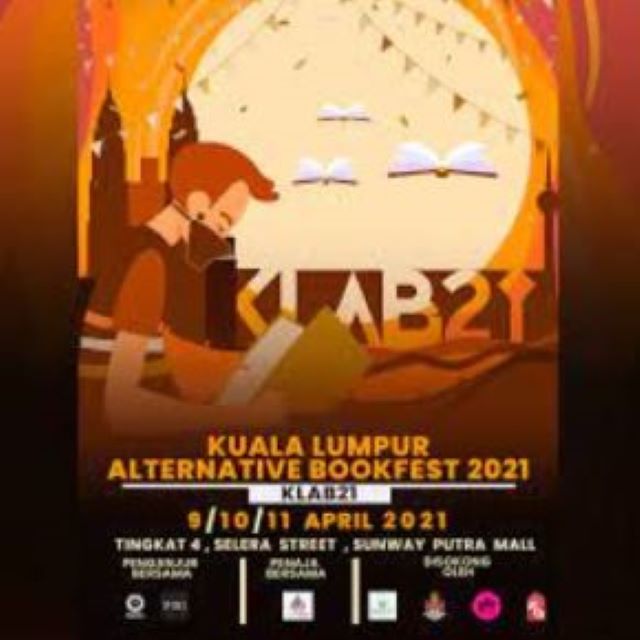 KLAB21
KUALA LUMPUR
ALTERNATIVE BOOKFEST 2021
KLAB21
9/10/11 APRIL 2021
TINGKAT 4, SELERA STREET, SUNWAY PUTRA MALL
PENGANJUR
BERSAMA
PENAJA
BERSAMA
DISOKONG
OLEH